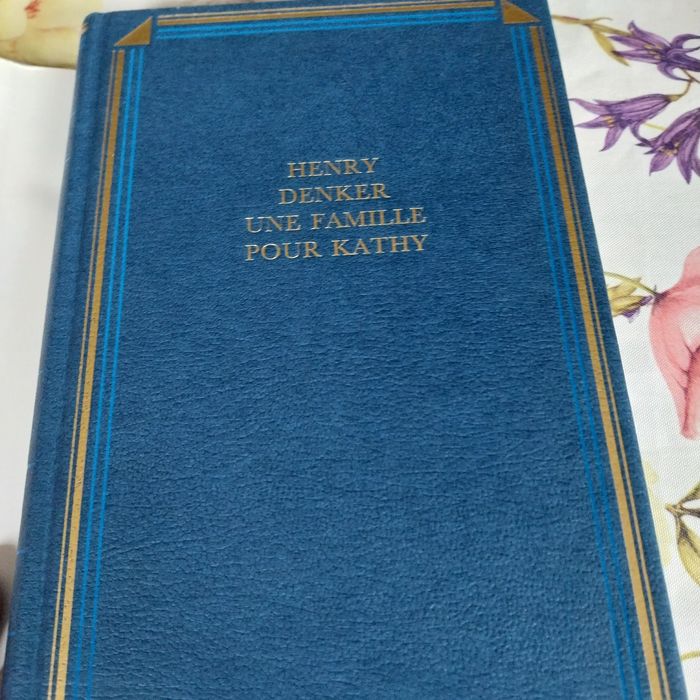 HENRY
DENKER
UNE FAMILLE
POUR KATHY